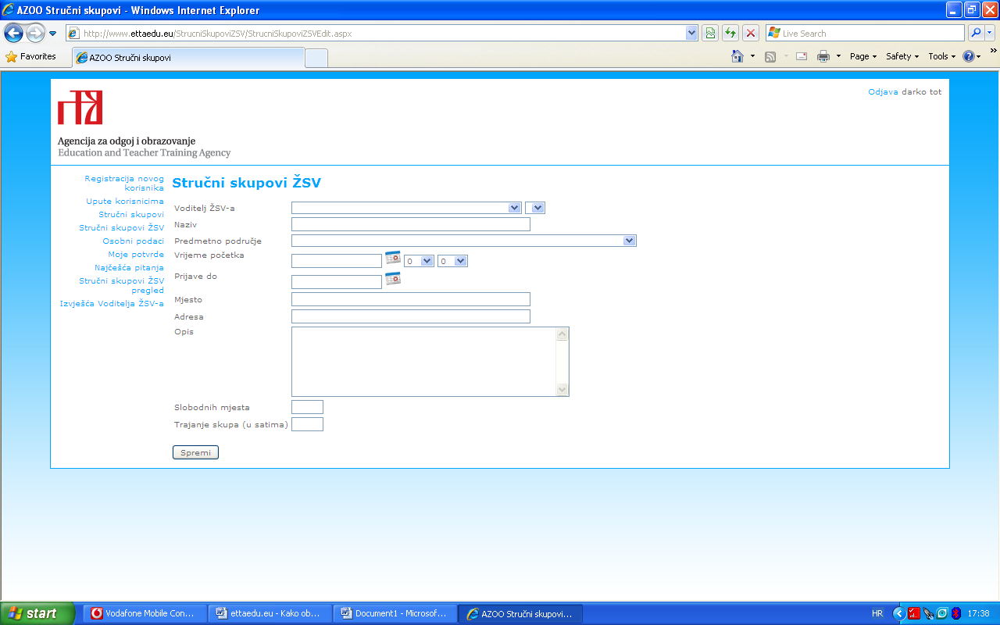 AZOO Stručni skupovi - Windows Internet Explorer
http://www.ettaedu.eu/StrucniSkupoviZSV/StrucniSkupoviZSVEdit.aspx
Live Search
Favorites
AZOO Stručni skupovi
Page
Safety
Tools
Odjava darko tot
Agencija za odgoj i obrazovanje
Education and Teacher Training Agency
Registracija novog
korisnika
Upute korisnicima
Stručni skupovi
Stručni skupovi ŽSV
Osobni podaci
Moje potvrde
Najčešća pitanja
Stručni skupovi ŽSV
pregled
Izvješća Voditelja ŽSV-a
Stručni skupovi ŽSV
Voditelj ŽSV-a
Naziv
Predmetno područje
Vrijeme početka
0 0
Prijave do
Mjesto
Adresa
Opis
Slobodnih mjesta
Trajanje skupa (u satima)
Spremi
start
Vodafone Mobile Con...
ettaedu.eu - Kako ob...
Document1 - Microsof...
AZOO Stručni skupovi...
HR
17:38